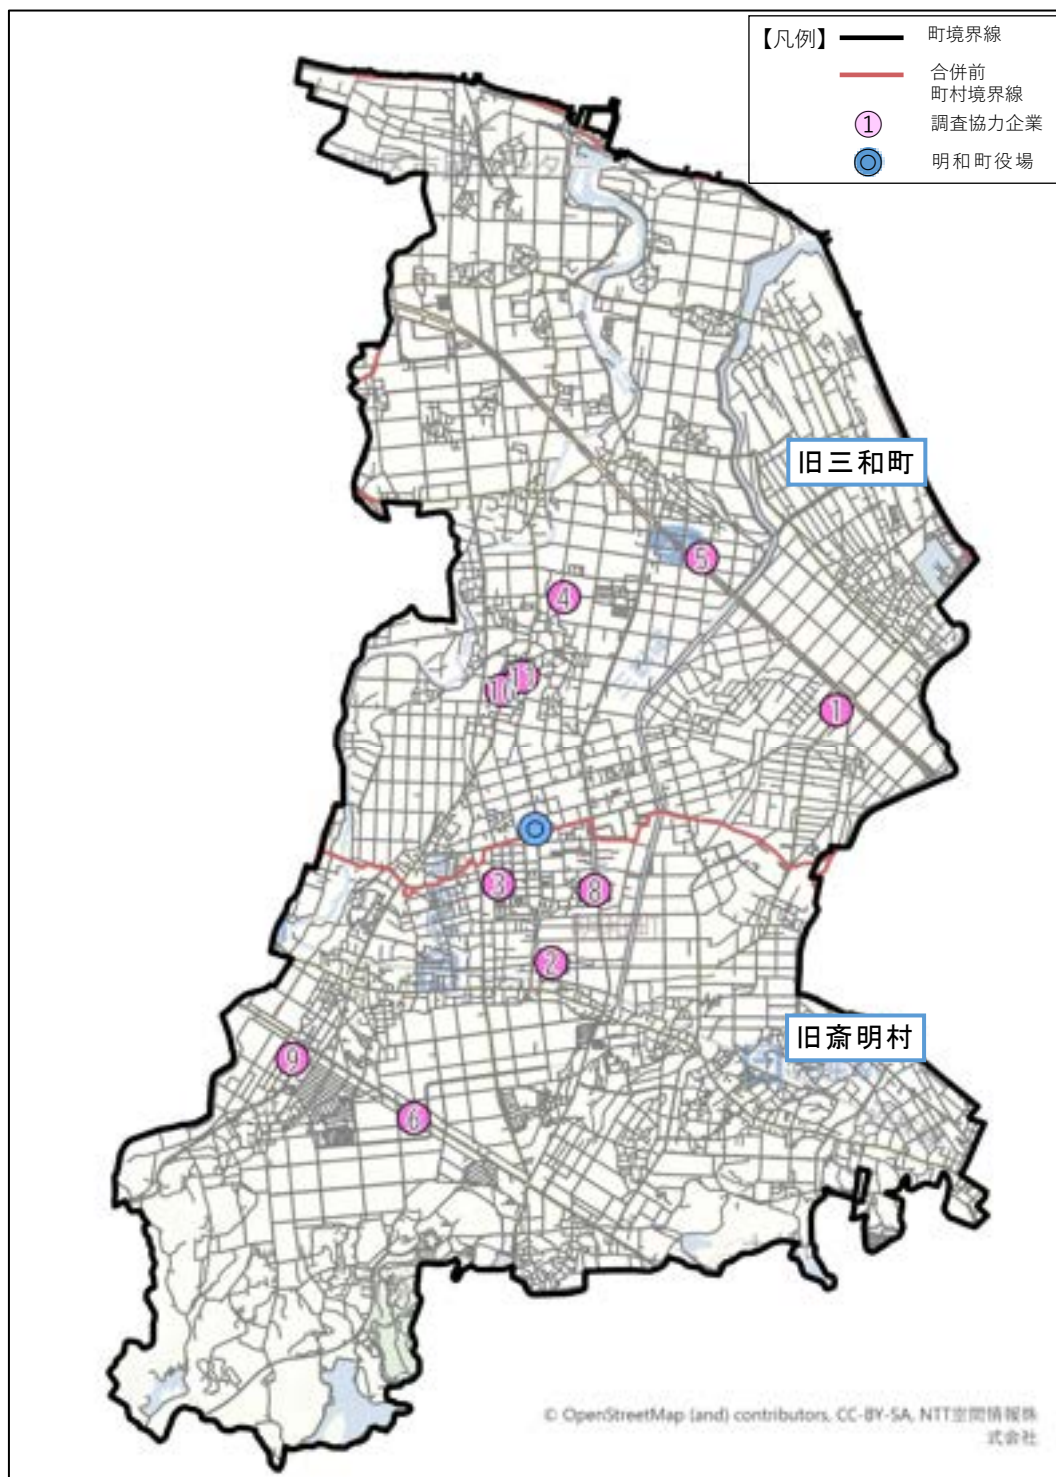 【凡例】
町境界線
合併前
町村境界線
① 調査協力企業
◎ 明和町役場
旧三和町
⑤
④
①
③
⑧
②
旧斎明村
⑨
⑥
© OpenStreetMap (and) contributors, CC-BY-SA, NTT空間情報株
式会社